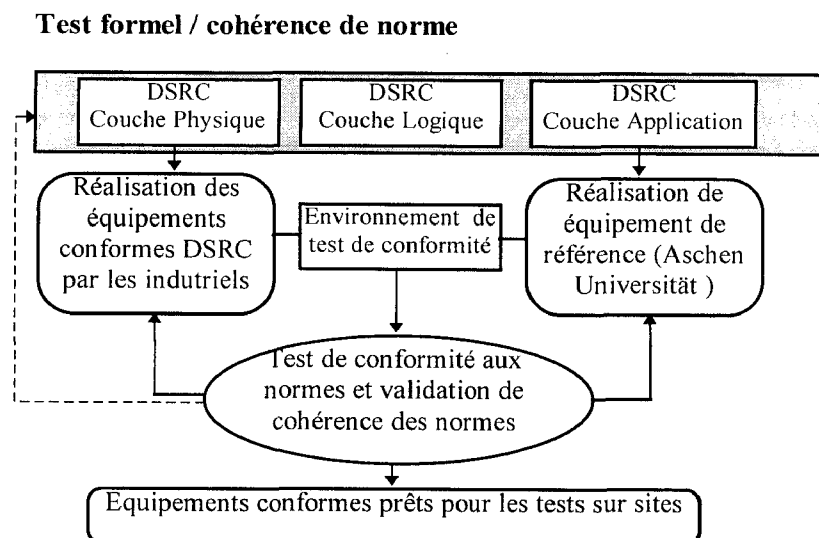 Test formel / cohérence de norme
DSRC
Couche Physique
DSRC
Couche Logique
DSRC
Couche Application
Réalisation des
équipements
conformes DSRC
par les indutriels
Environnement de
test de conformité
Réalisation de
équipement de
référence (Aschen
Universität )
Test de conformité aux
normes et validation de
cohérence des normes
Equipements conformes prêts pour les tests sur sites